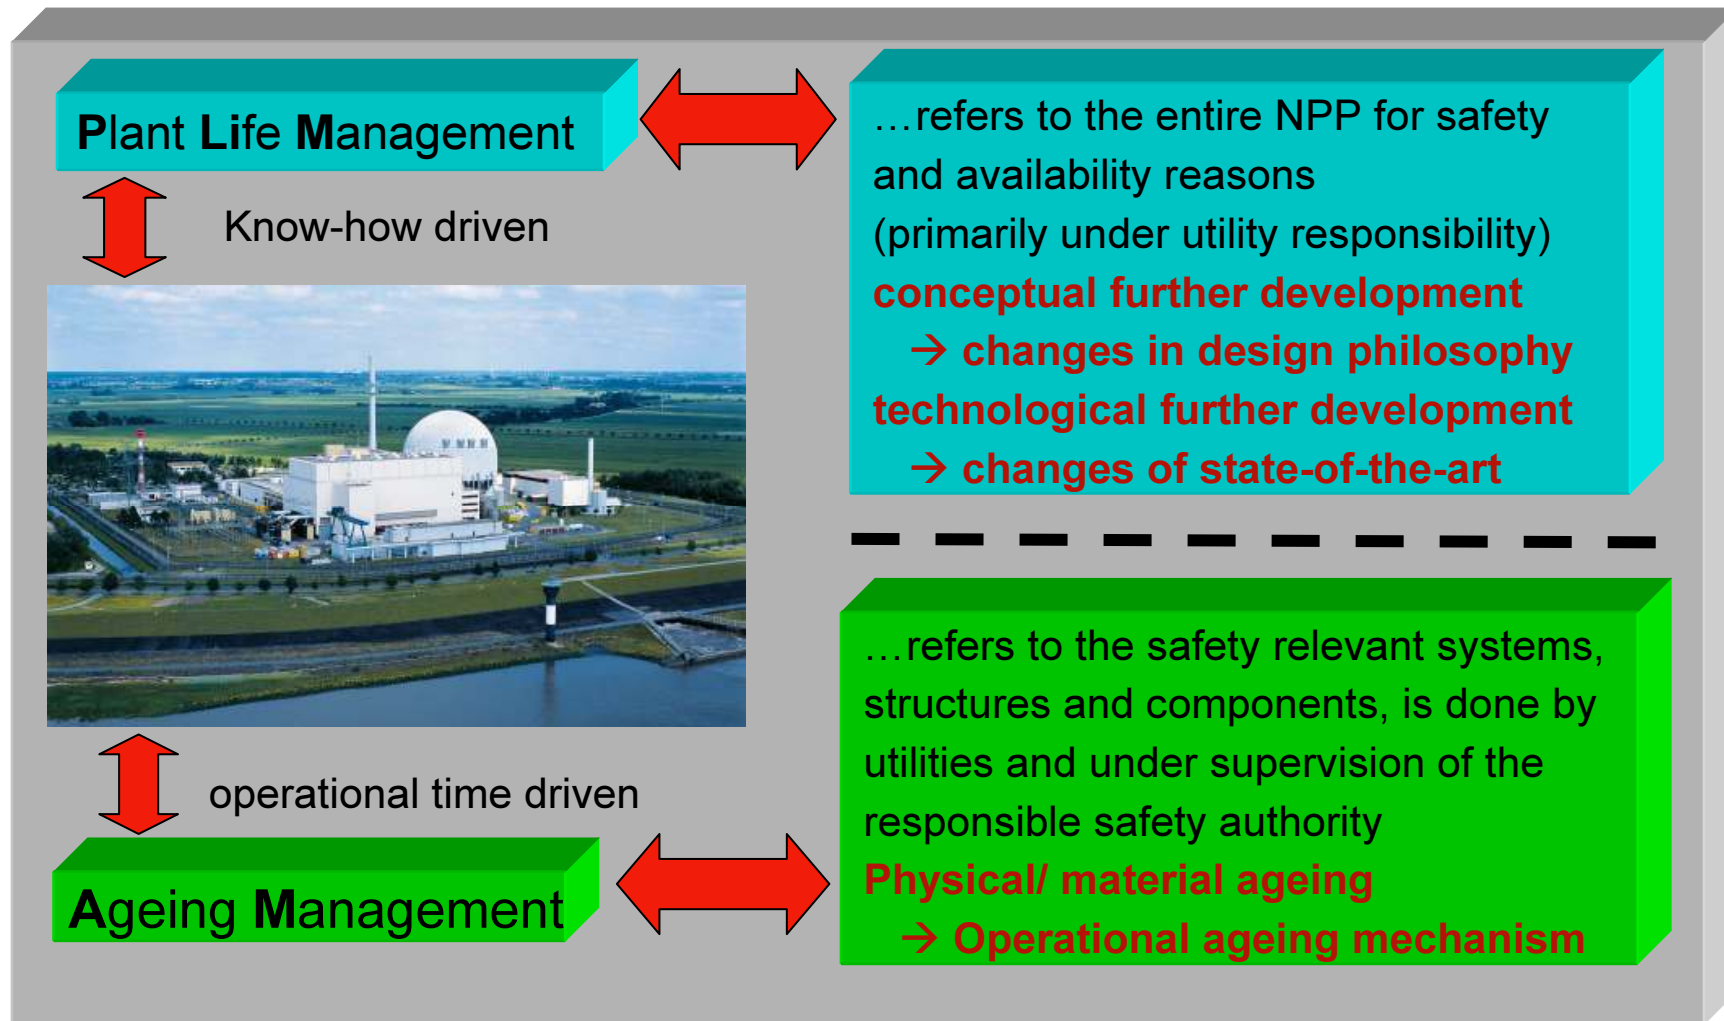 Plant Life Management
…refers to the entire NPP for safety
and availability reasons
(primarily under utility responsibility)
conceptual further development
→ changes in design philosophy
technological further development
→ changes of state-of-the-art
Know-how driven
operational time driven
Ageing Management
…refers to the safety relevant systems,
structures and components, is done by
utilities and under supervision of the
responsible safety authority
Physical/ material ageing
→ Operational ageing mechanism